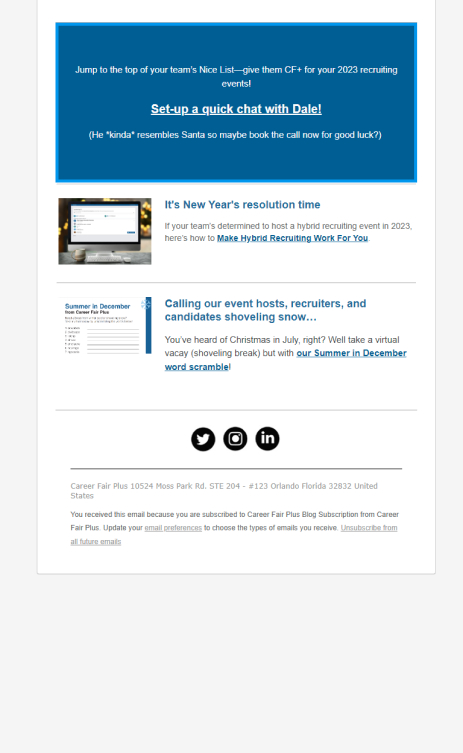 Jump to the top of your team's Nice List—give them CF+ for your 2023 recruiting
events!
Set-up a quick chat with Dale!
(He *kinda* resembles Santa so maybe book the call now for good luck?)
It's New Year's resolution time
If your team's determined to host a hybrid recruiting event in 2023,
here's how to Make Hybrid Recruiting Work For You.
Summer in December
from Career Fair Plus
Calling our event hosts, recruiters, and
candidates shoveling snow…
You've heard of Christmas in July, right? Well take a virtual
vacay (shoveling break) but with our Summer in December
word scramble!
in
Career Fair Plus 10524 Moss Park Rd. STE 204 - #123 Orlando Florida 32832 United
States
You received this email because you are subscribed to Career Fair Plus Blog Subscription from Career
Fair Plus. Update your email preferences to choose the types of emails you receive. Unsubscribe from
all future emails